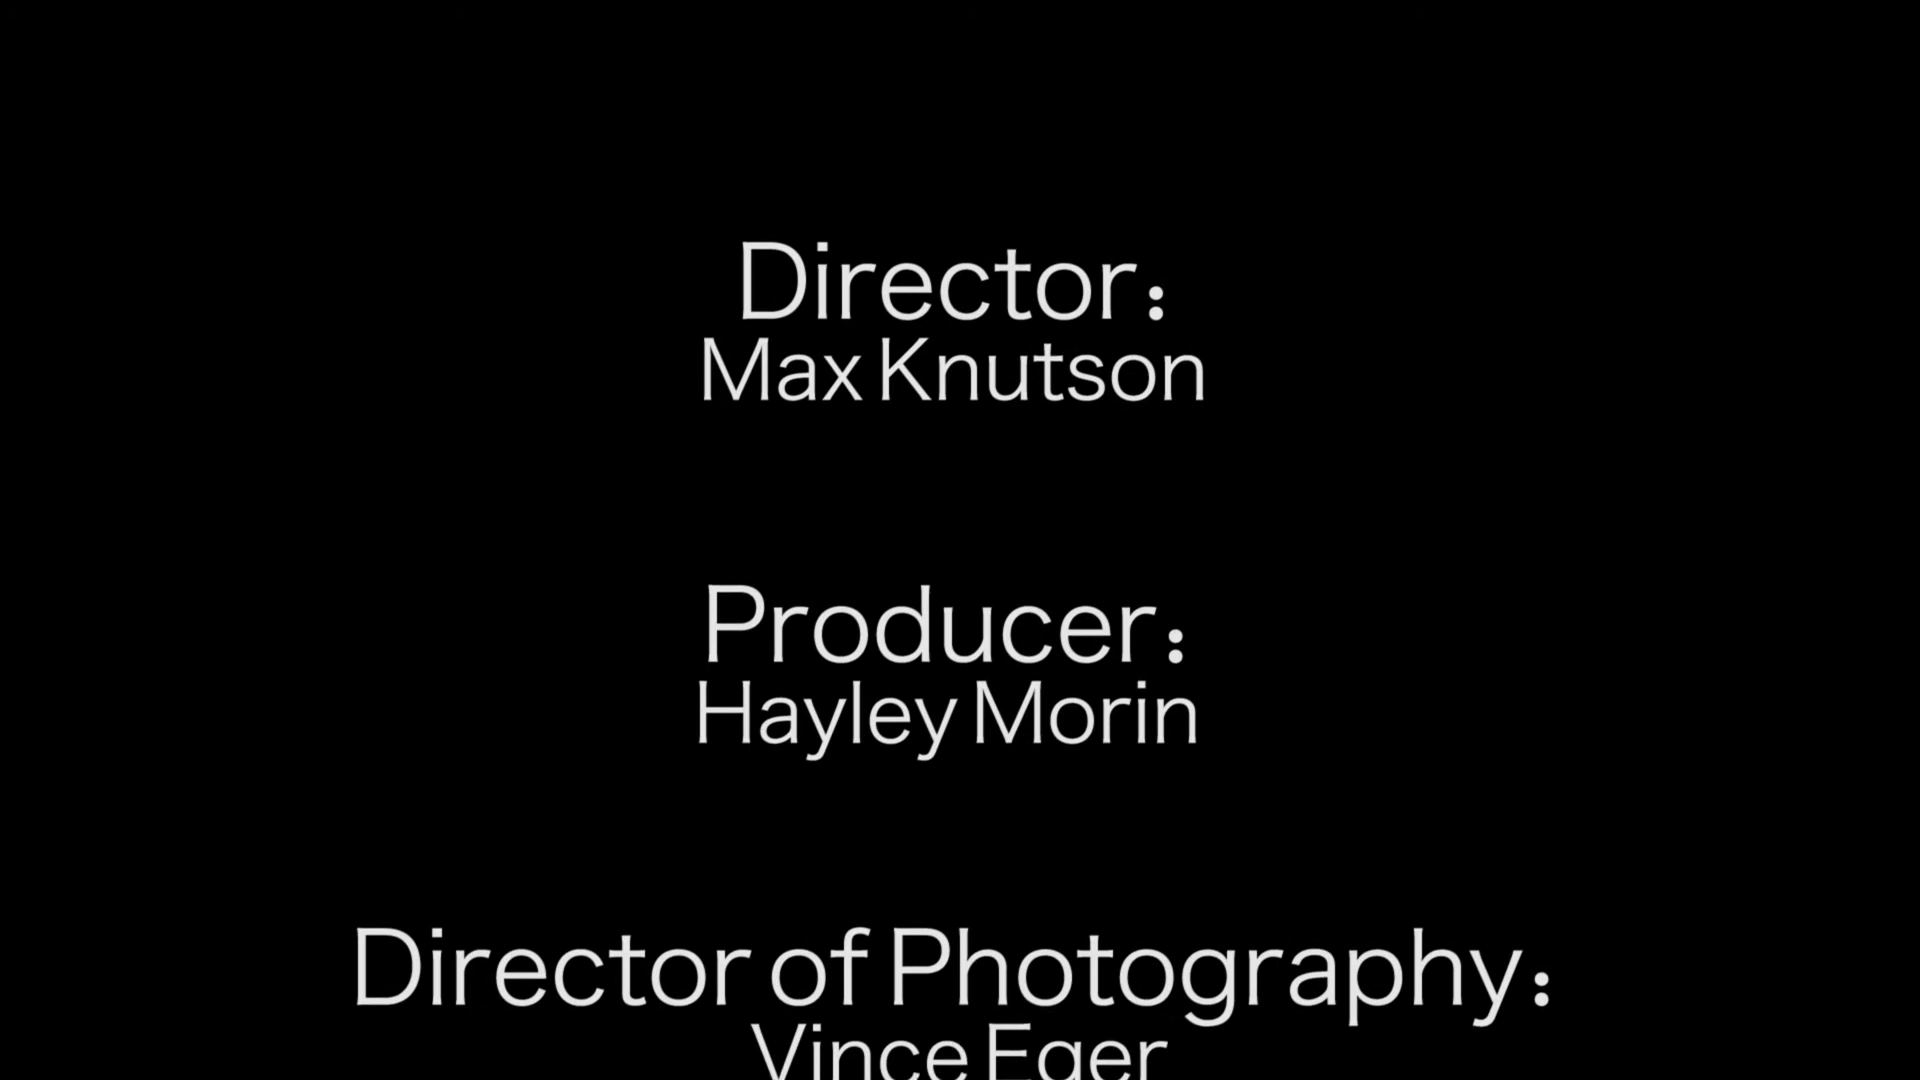 Director:
Max Knutson
Producer:
Hayley Morin
Director of Photography:
Vince Eger